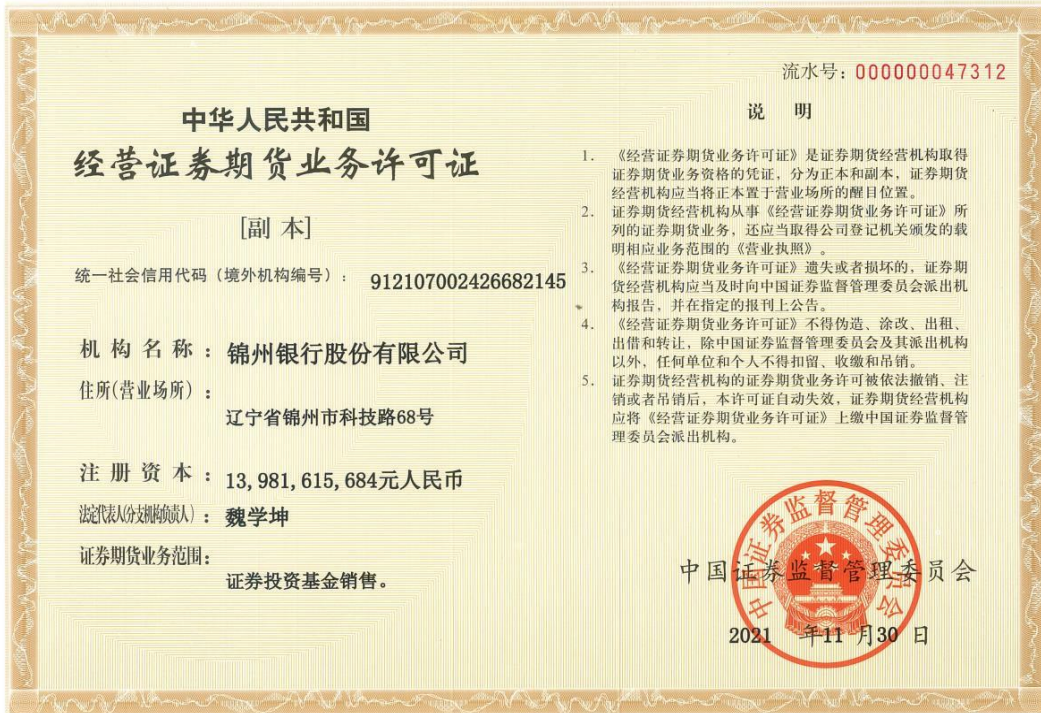 流水号：000000047312
中华人民共和国
经营证券期货业务许可证
[副 本]
统一社会信用代码（境外机构编号）： 912107002426682145
机构名称：锦州银行股份有限公司
住所(营业场所)：
辽宁省锦州市科技路68号
注册资本：13,981,615,684元人民币
法定代表人(分支机构负责人)：魏学坤
证券期货业务范围：
证券投资基金销售。
说 明
1. 《经营证券期货业务许可证》是证券期货经营机构取得
证券期货业务资格的凭证，分为正本和副本，证券期货
经营机构应当将正本置于营业场所的醒目位置。
2. 证券期货经营机构从事《经营证券期货业务许可证》所
列的证券期货业务，还应当取得公司登记机关颁发的载
明相应业务范围的《营业执照》。
3. 《经营证券期货业务许可证》遗失或者损坏的，证券期
货经营机构应当及时向中国证券监督管理委员会派出机
构报告，并在指定的报刊上公告。
4. 《经营证券期货业务许可证》不得伪造、涂改、出租、
出借和转让，除中国证券监督管理委员会及其派出机构
以外，任何单位和个人不得扣留、收缴和吊销。
5. 证券期货经营机构的证券期货业务许可被依法撤销、注
销或者吊销后，本许可证自动失效，证券期货经营机构
应将《经营证券期货业务许可证》上缴中国证券监督管
理委员会派出机构。
中国证券监督管理委员会
中国证券监督管理委员会
2021 年11 月30 日